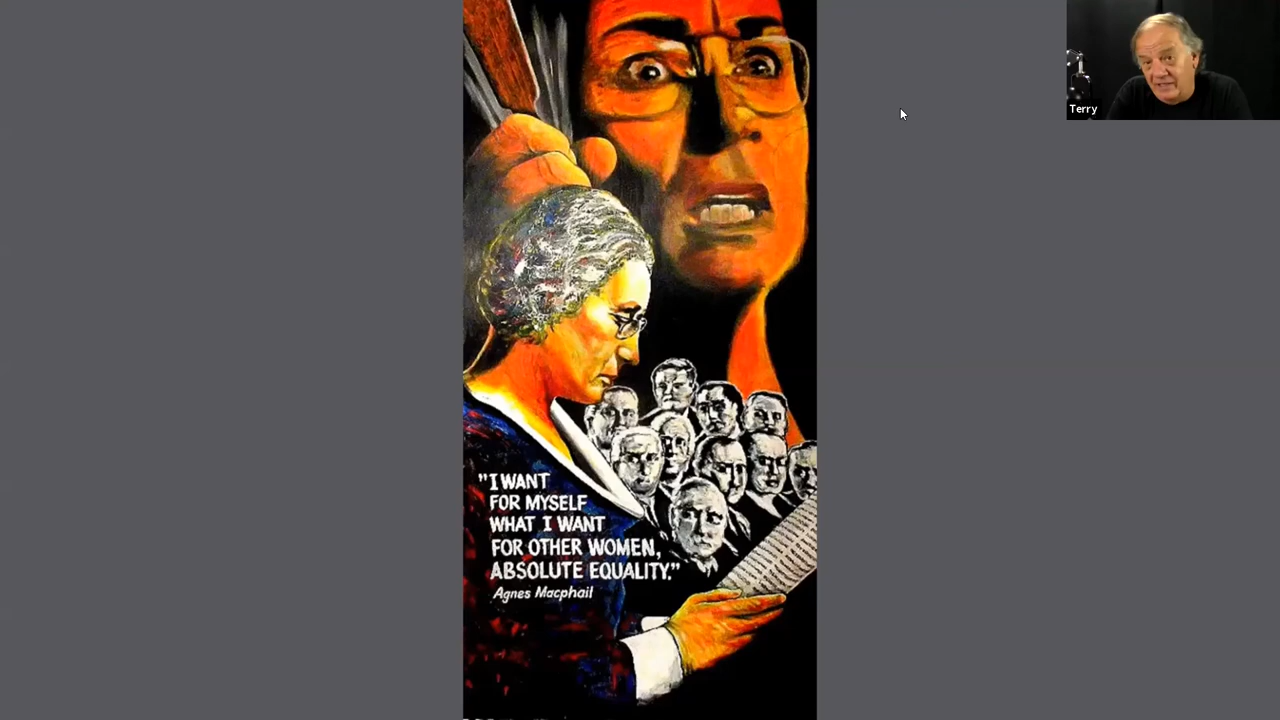 Terry
"I WANT
FOR MYSELF
WHAT I WANT
FOR OTHER WOMEN,
ABSOLUTE EQUALITY."
Agnes Macphail